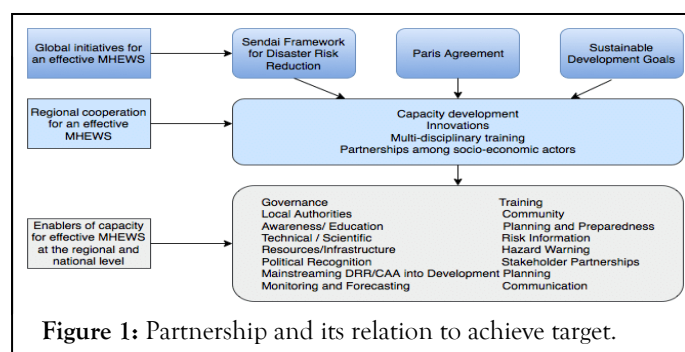 Global initiatives for
an effective MHEWS
Sendai Framework
for Disaster Risk
Reduction
Paris Agreement
Sustainable
Development Goals
Regional cooperation
for an effective
MHEWS
Capacity development
Innovations
Multi-disciplinary training
Partnerships among socio-economic actors
Enablers of capacity
for effective MHEWS
at the regional and
national level
Governance Training
Local Authorities Community
Awareness/ Education Planning and Preparedness
Technical / Scientific Risk Information
Resources/Infrastructure Hazard Warning
Political Recognition Stakeholder Partnerships
Mainstreaming DRR/CAA into Development Planning
Monitoring and Forecasting Communication
Figure 1: Partnership and its relation to achieve target.